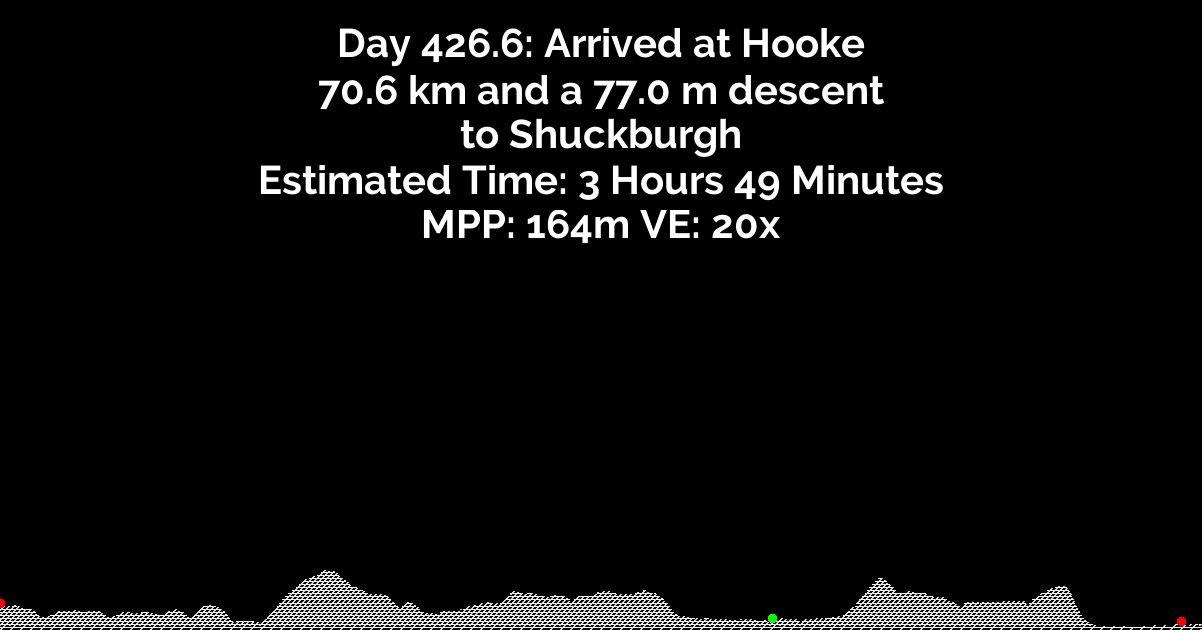 Day 426.6: Arrived at Hooke
70.6 km and a 77.0 m descent
to Shuckburgh
Estimated Time: 3 Hours 49 Minutes
MPP: 164m VE: 20x